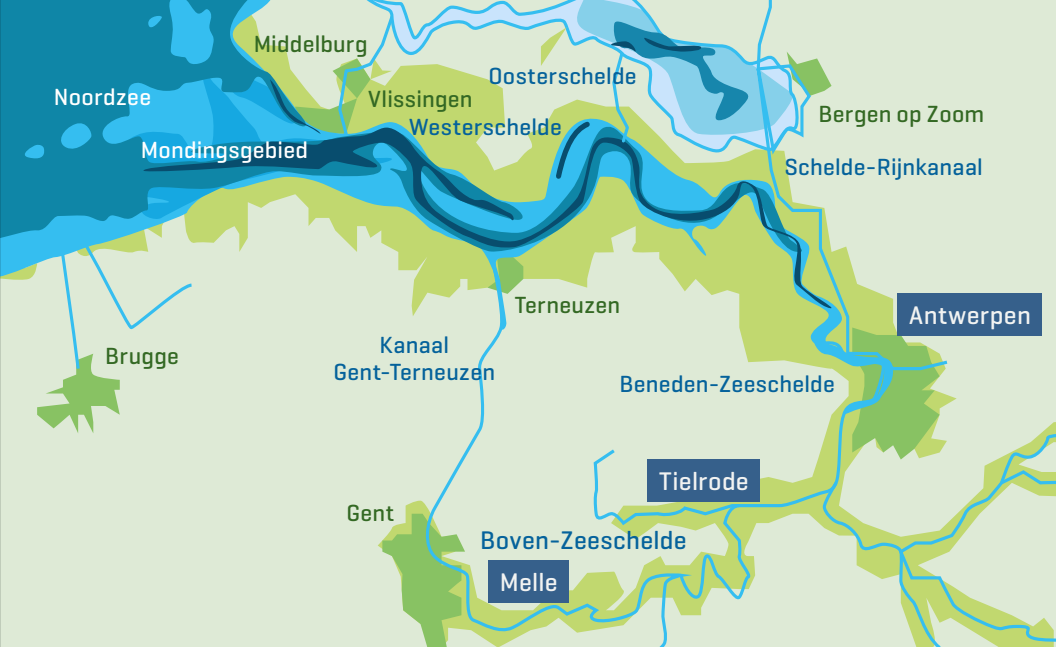 Middelburg
Oosterschelde
Noordzee
Vlissingen
Westerschelde
Bergen op Zoom
Mondingsgebied
Schelde-Rijnkanaal
Terneuzen
Antwerpen
Brugge
Kanaal
Gent-Terneuzen
Beneden-Zeeschelde
Tielrode
Gent
Boven-Zeeschelde
Melle